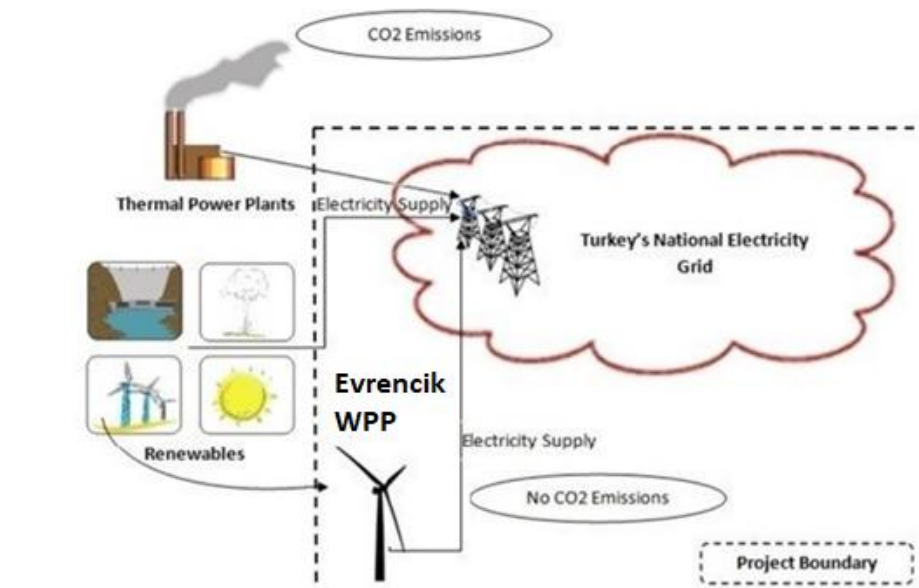 CO2 Emissions
Thermal Power Plants
Electricity Supply
Turkey's National Electricity
Grid
Evrencik
WPP
Electricity Supply
Renewables
No CO2 Emissions
Project Boundary